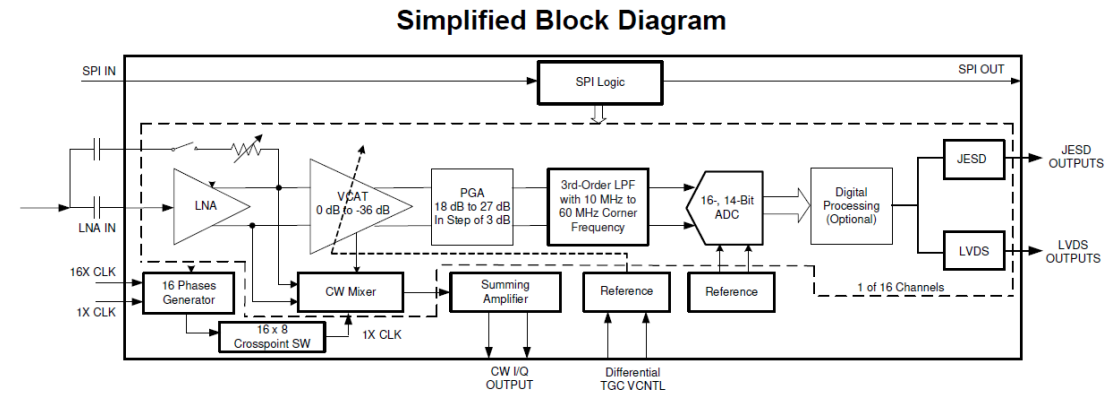 Simplified Block Diagram
SPI IN
SPI Logic
SPI OUT
LNA
LNA IN
VCAT
0 dB to -36 dB
PGA
18 dB to 27 dB
In Step of 3 dB
3rd-Order LPF
with 10 MHz to
60 MHz Corner
Frequency
16-, 14-Bit
ADC
Digital
Processing
(Optional)
JESD
JESD
OUTPUTS
LVDS
LVDS
OUTPUTS
16X CLK
1X CLK
16 Phases
Generator
CW Mixer
Summing
Amplifier
Reference
Reference
1 of 16 Channels
16 x 8
Crosspoint SW
1X CLK
CW I/Q
OUTPUT
Differential
TGC VCNTL